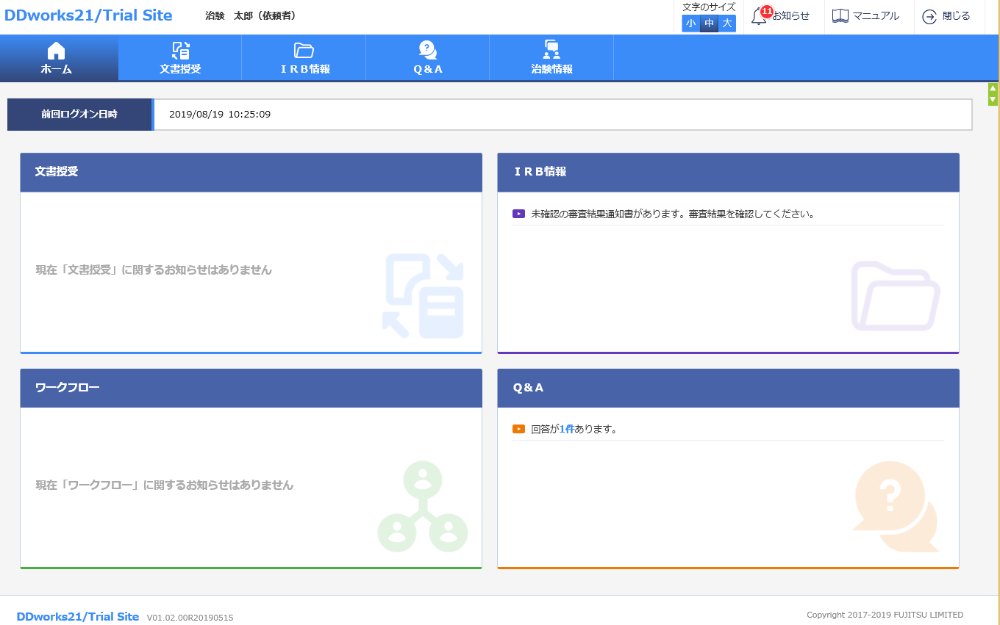 DDworks21/Trial Site
治験　太郎（依頼者）
文字のサイズ
小 中 大
11
お知らせ
マニュアル
閉じる
ホーム
文書授受
ＩＲＢ情報
Ｑ＆Ａ
治験情報
前回ログオン日時
2019/08/19 10:25:09
文書授受
現在「文書授受」に関するお知らせはありません
ＩＲＢ情報
未確認の審査結果通知書があります。審査結果を確認してください。
ワークフロー
現在「ワークフロー」に関するお知らせはありません
Ｑ＆Ａ
回答が1件あります。
DDworks21/Trial Site V01.02.00R20190515
Copyright 2017-2019 FUJITSU LIMITED